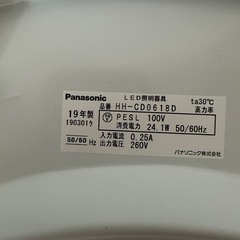 Panasonic LED照明器具 ta30℃
品番 HH-CD0618D 高力率
19年製 PESL 100V
190301ウ 消費電力 24.1W 50/60Hz
入力電流 0.25A
50/60 Hz 出力電圧 260V
パナソニック株式会社